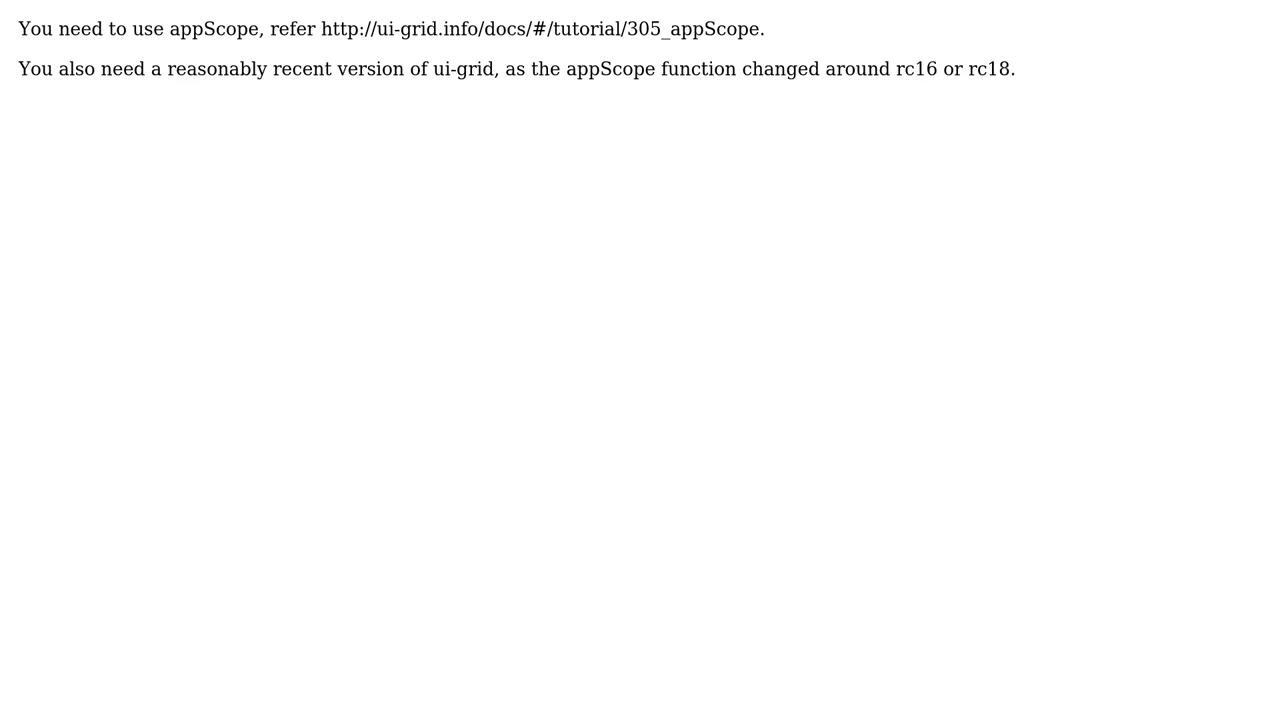 You need to use appScope, refer http://ui-grid.info/docs/#/tutorial/305_appScope.
You also need a reasonably recent version of ui-grid, as the appScope function changed around rc16 or rc18.